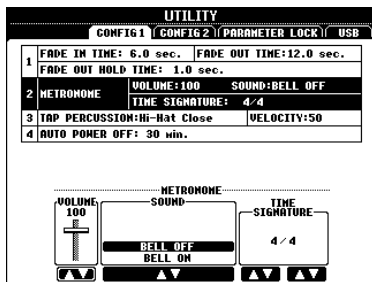 UTILITY
CONFIG 1 CONFIG 2 PARAMETER LOCK USB
1 FADE IN TIME: 6.0 sec. FADE OUT TIME:12.0 sec.
FADE OUT HOLD TIME: 1.0 sec.
2 METRONOME VOLUME:100 SOUND:BELL OFF
TIME SIGNATURE: 4/4
3 TAP PERCUSSION:Hi-Hat Close VELOCITY:50
4 AUTO POWER OFF: 30 min.
METRONOME
VOLUME SOUND TIME SIGNATURE
100
4/4
BELL OFF
BELL ON